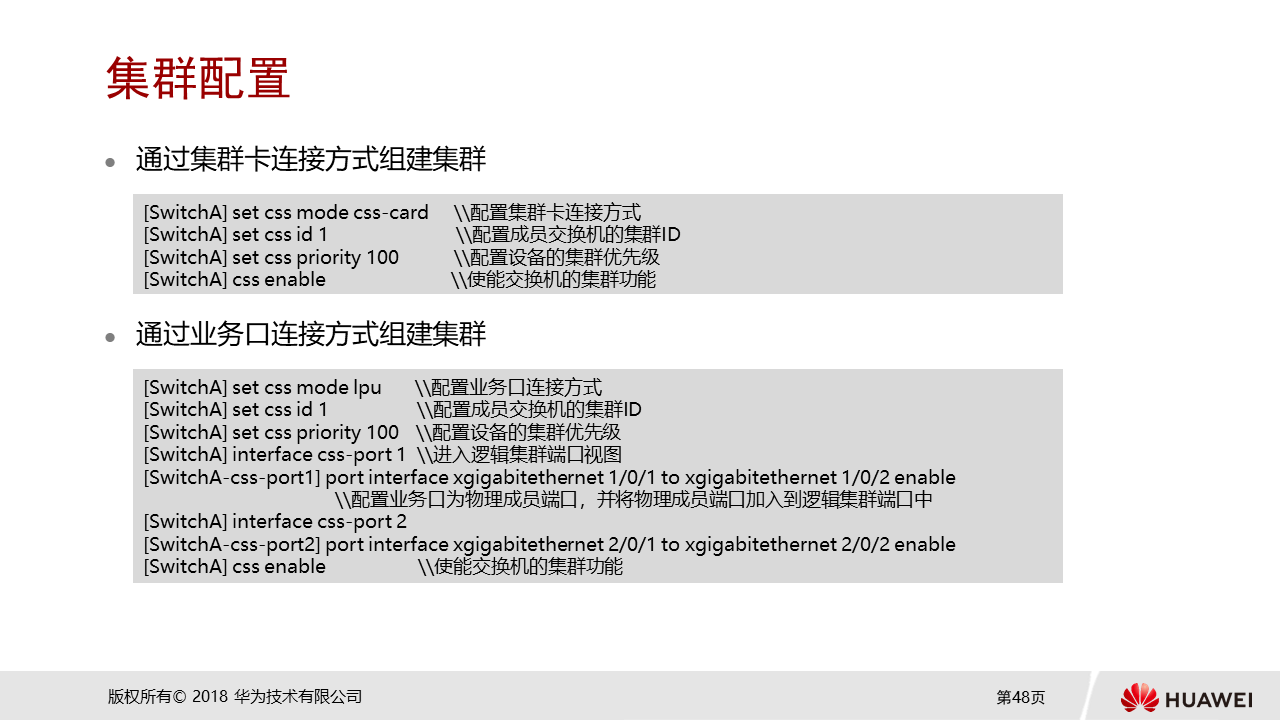 集群配置
● 通过集群卡连接方式组建集群
[SwitchA] set css mode css-card \\配置集群卡连接方式
[SwitchA] set css id 1 \\配置成员交换机的集群ID
[SwitchA] set css priority 100 \\配置设备的集群优先级
[SwitchA] css enable \\使能交换机的集群功能
● 通过业务口连接方式组建集群
[SwitchA] set css mode lpu \\配置业务口连接方式
[SwitchA] set css id 1 \\配置成员交换机的集群ID
[SwitchA] set css priority 100 \\配置设备的集群优先级
[SwitchA] interface css-port 1 \\进入逻辑集群端口视图
[SwitchA-css-port1] port interface xgigabitethernet 1/0/1 to xgigabitethernet 1/0/2 enable
\\配置业务口为物理成员端口，并将物理成员端口加入到逻辑集群端口中
[SwitchA] interface css-port 2
[SwitchA-css-port2] port interface xgigabitethernet 2/0/1 to xgigabitethernet 2/0/2 enable
[SwitchA] css enable \\使能交换机的集群功能
版权所有© 2018 华为技术有限公司
第48页
HUAWEI